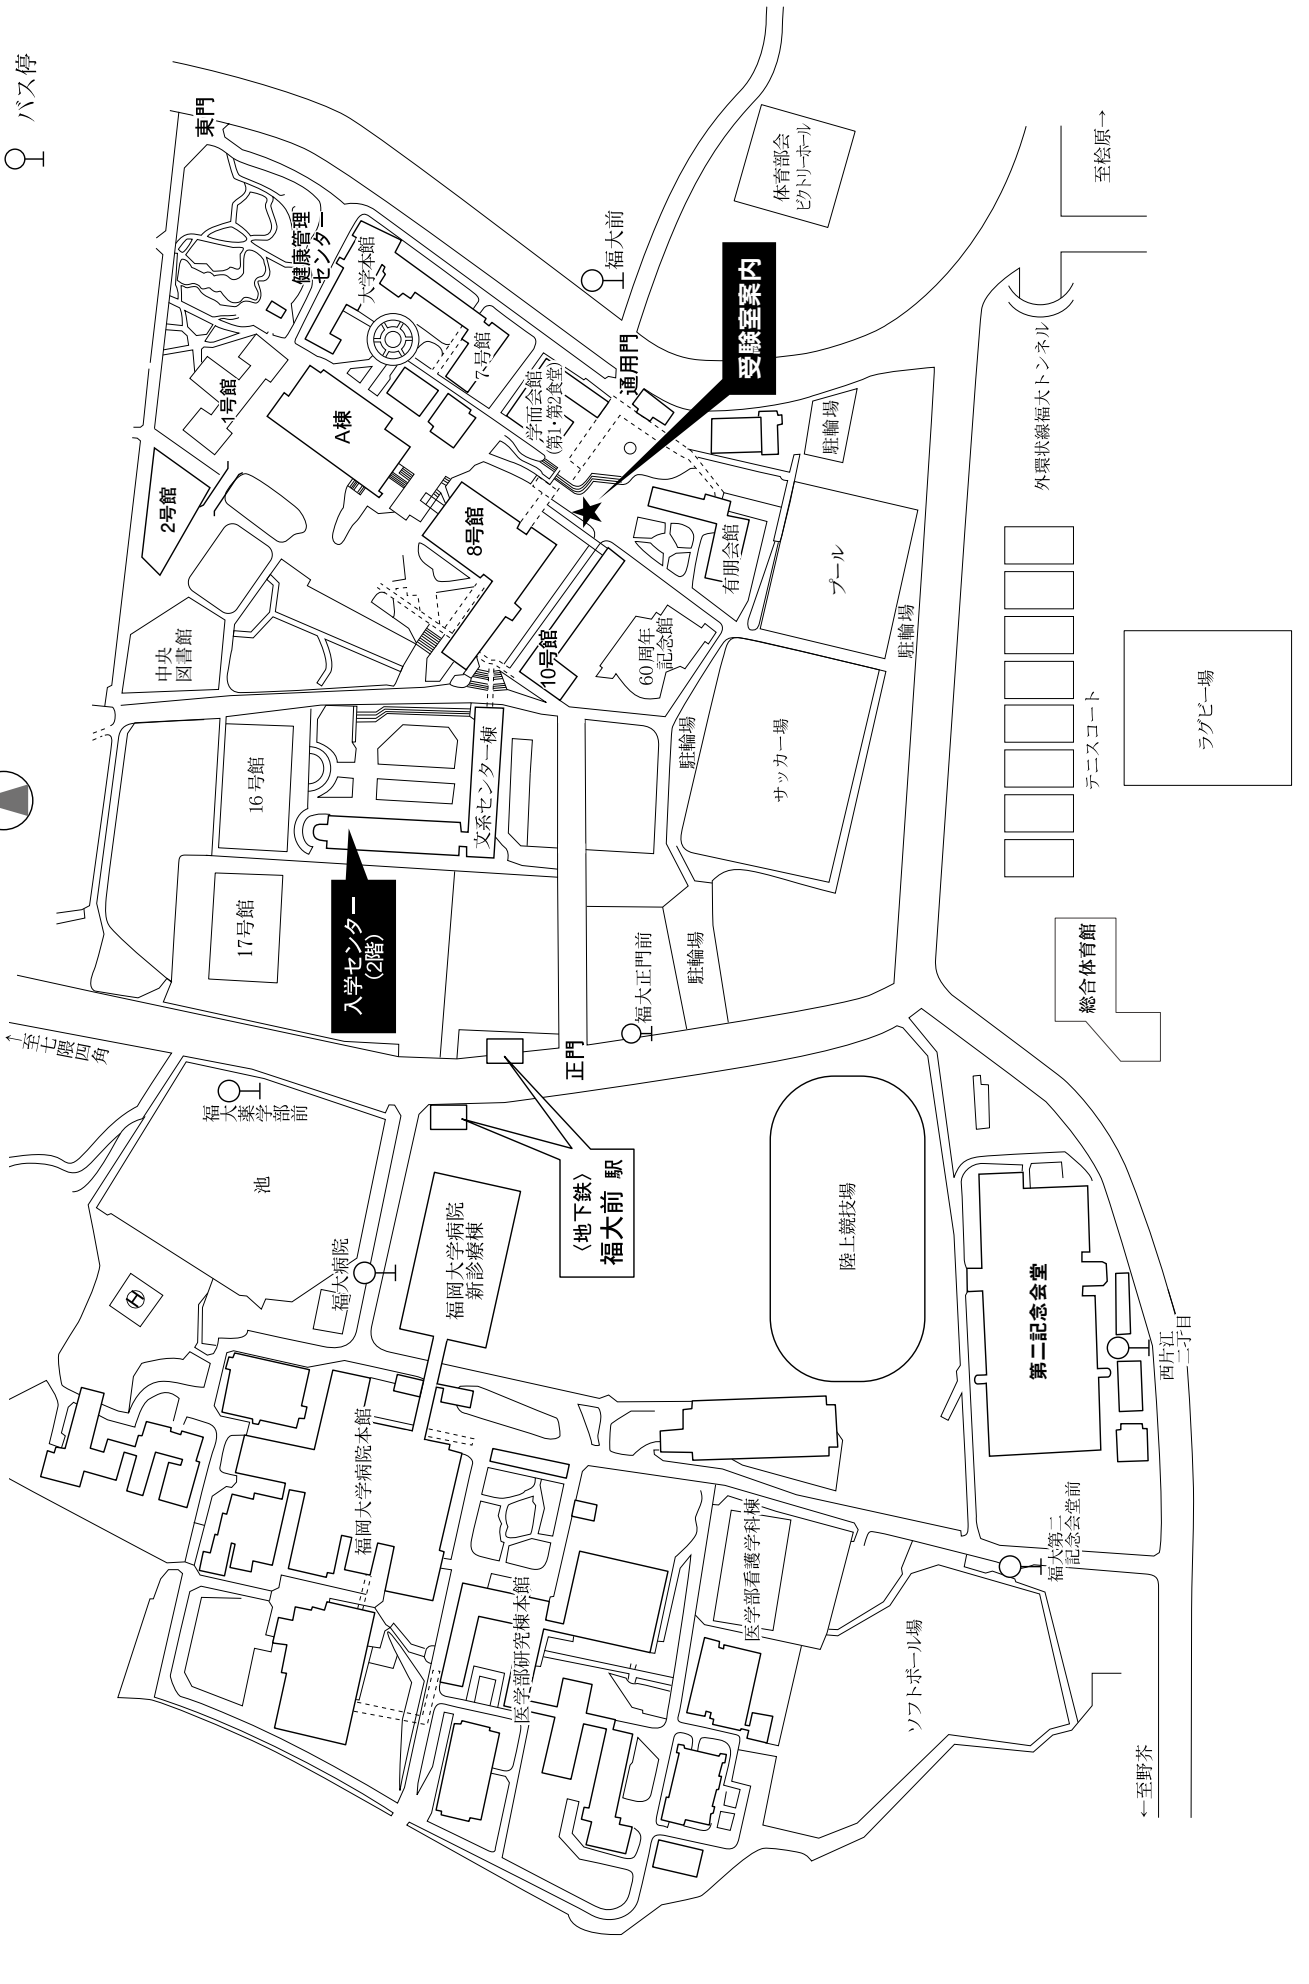 バス停
東門
健康管理
センター
大学本館
1号館
A棟
7号館
学而会館
(第1・第2食堂)
通用門
福大前
体育部会
ビクトリーホール
至桧原→
受験室案内
外環状線福大トンネル
2号館
8号館
10号館
有朋会館
プール
駐輪場
駐輪場
中央
図書館
60周年
記念館
駐輪場
サッカー場
テニスコート
ラグビー場
16号館
文系センター棟
17号館
入学センター
(2階)
福大正門前
駐輪場
正門
総合体育館
←至七隈四角
福大薬学部前
池
〈地下鉄〉
福大前 駅
福大病院
福岡大学病院
新診療棟
陸上競技場
H
第二記念会堂
西片江
二丁目
福岡大学病院本館
福大第二
記念会堂前
医学部看護学科棟
医学部研究棟本館
ソフトボール場
←至野芥